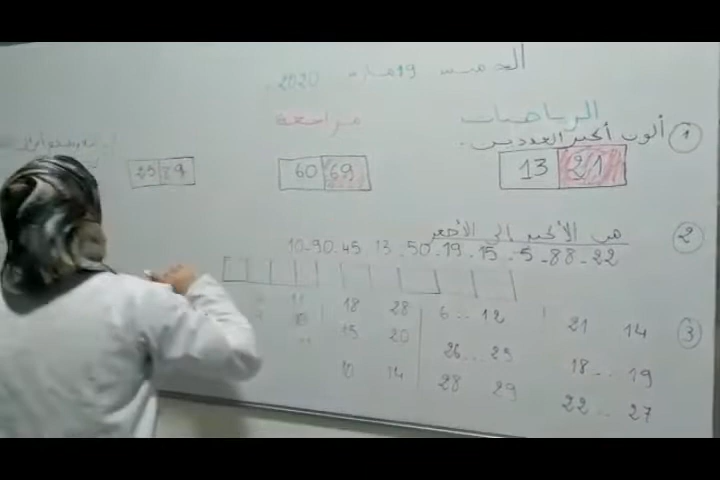 الخميس 19 مارس 2020.
الرياضيات
مراجعة
① ألون أكبر العددين.
13 21
60 69
② من الأكبر إلى الأصغر
10-90-45-13-50-19-15-5-88-22
③
21 14
6 .. 12
18 28
11
18 .. 19
26 ... 25
15 20
22 .. 27
28 29
10 14